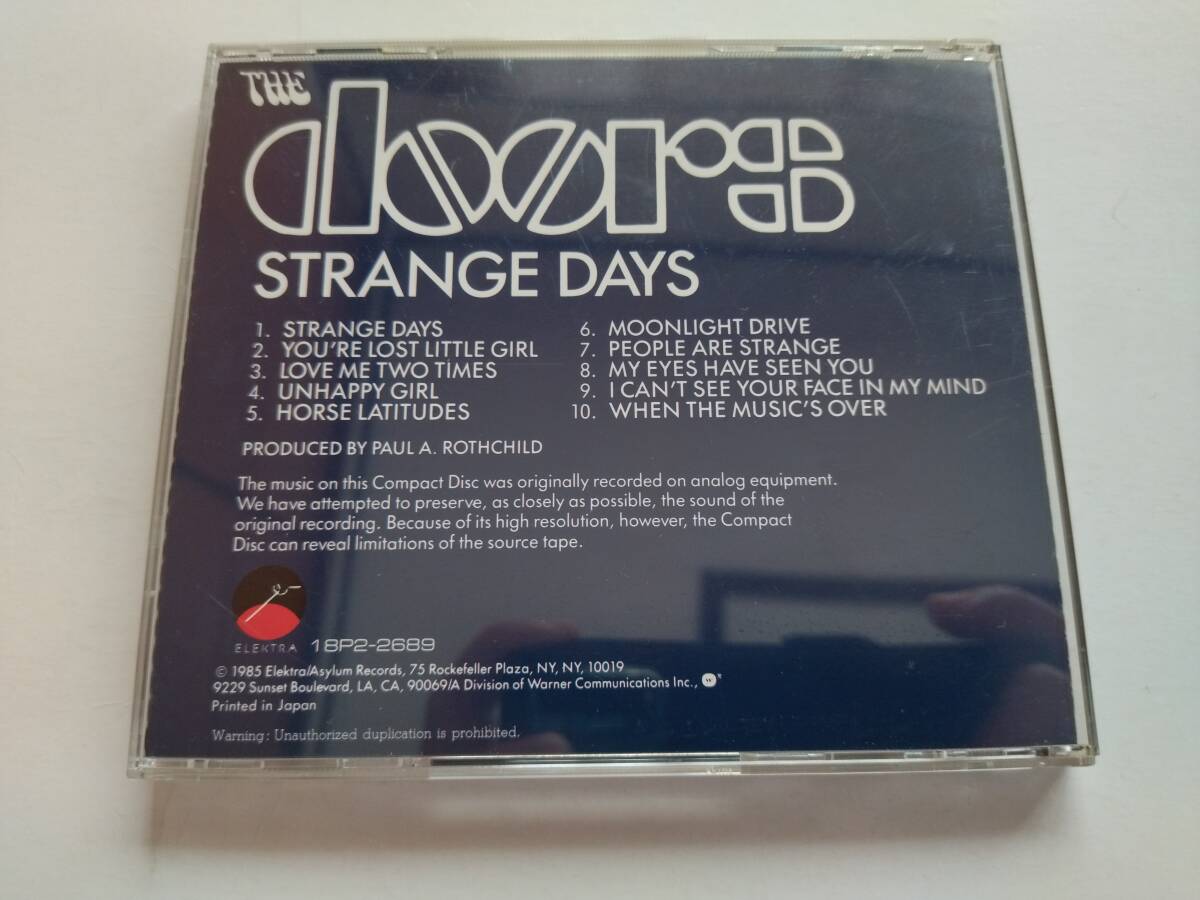 THE
doors
STRANGE DAYS
1. STRANGE DAYS
2. YOU'RE LOST LITTLE GIRL
3. LOVE ME TWO TIMES
4. UNHAPPY GIRL
5. HORSE LATITUDES
6. MOONLIGHT DRIVE
7. PEOPLE ARE STRANGE
8. MY EYES HAVE SEEN YOU
9. I CAN'T SEE YOUR FACE IN MY MIND
10. WHEN THE MUSIC'S OVER
PRODUCED BY PAUL A. ROTHCHILD
The music on this Compact Disc was originally recorded on analog equipment.
We have attempted to preserve, as closely as possible, the sound of the
original recording. Because of its high resolution, however, the Compact
Disc can reveal limitations of the source tape.
ELEKTRA 18P2-2689
© 1985 Elektra/Asylum Records, 75 Rockefeller Plaza, NY, NY, 10019
9229 Sunset Boulevard, LA, CA, 90069/A Division of Warner Communications Inc., W*
Printed in Japan
Warning: Unauthorized duplication is prohibited.